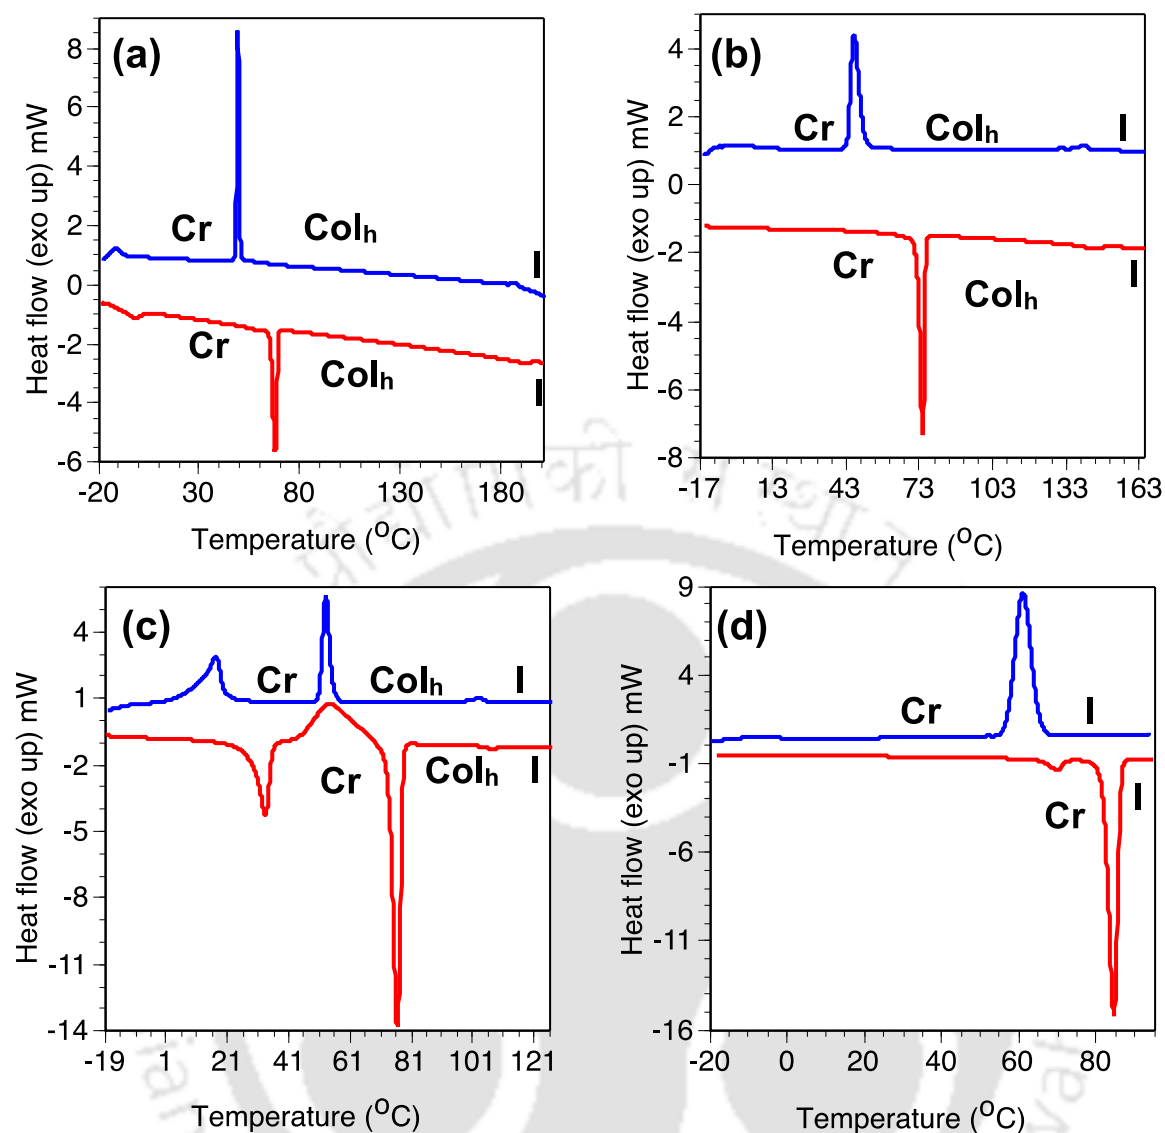 (a)
Heat flow (exo up) mW
8
6
4
2
0
-2
-4
-6
Cr Colh I
Cr Colh I
-20 30 80 130 180
Temperature (oC)
(b)
Heat flow (exo up) mW
4
2
0
-2
-4
-6
-8
Cr Colh I
Cr Colh I
-17 13 43 73 103 133 163
Temperature (oC)
(c)
Heat flow (exo up) mW
4
1
-2
-5
-8
-11
-14
Cr Colh I
Cr Colh I
-19 1 21 41 61 81 101 121
Temperature (oC)
(d)
Heat flow (exo up) mW
9
4
-1
-6
-11
-16
Cr I
Cr I
-20 0 20 40 60 80
Temperature (oC)